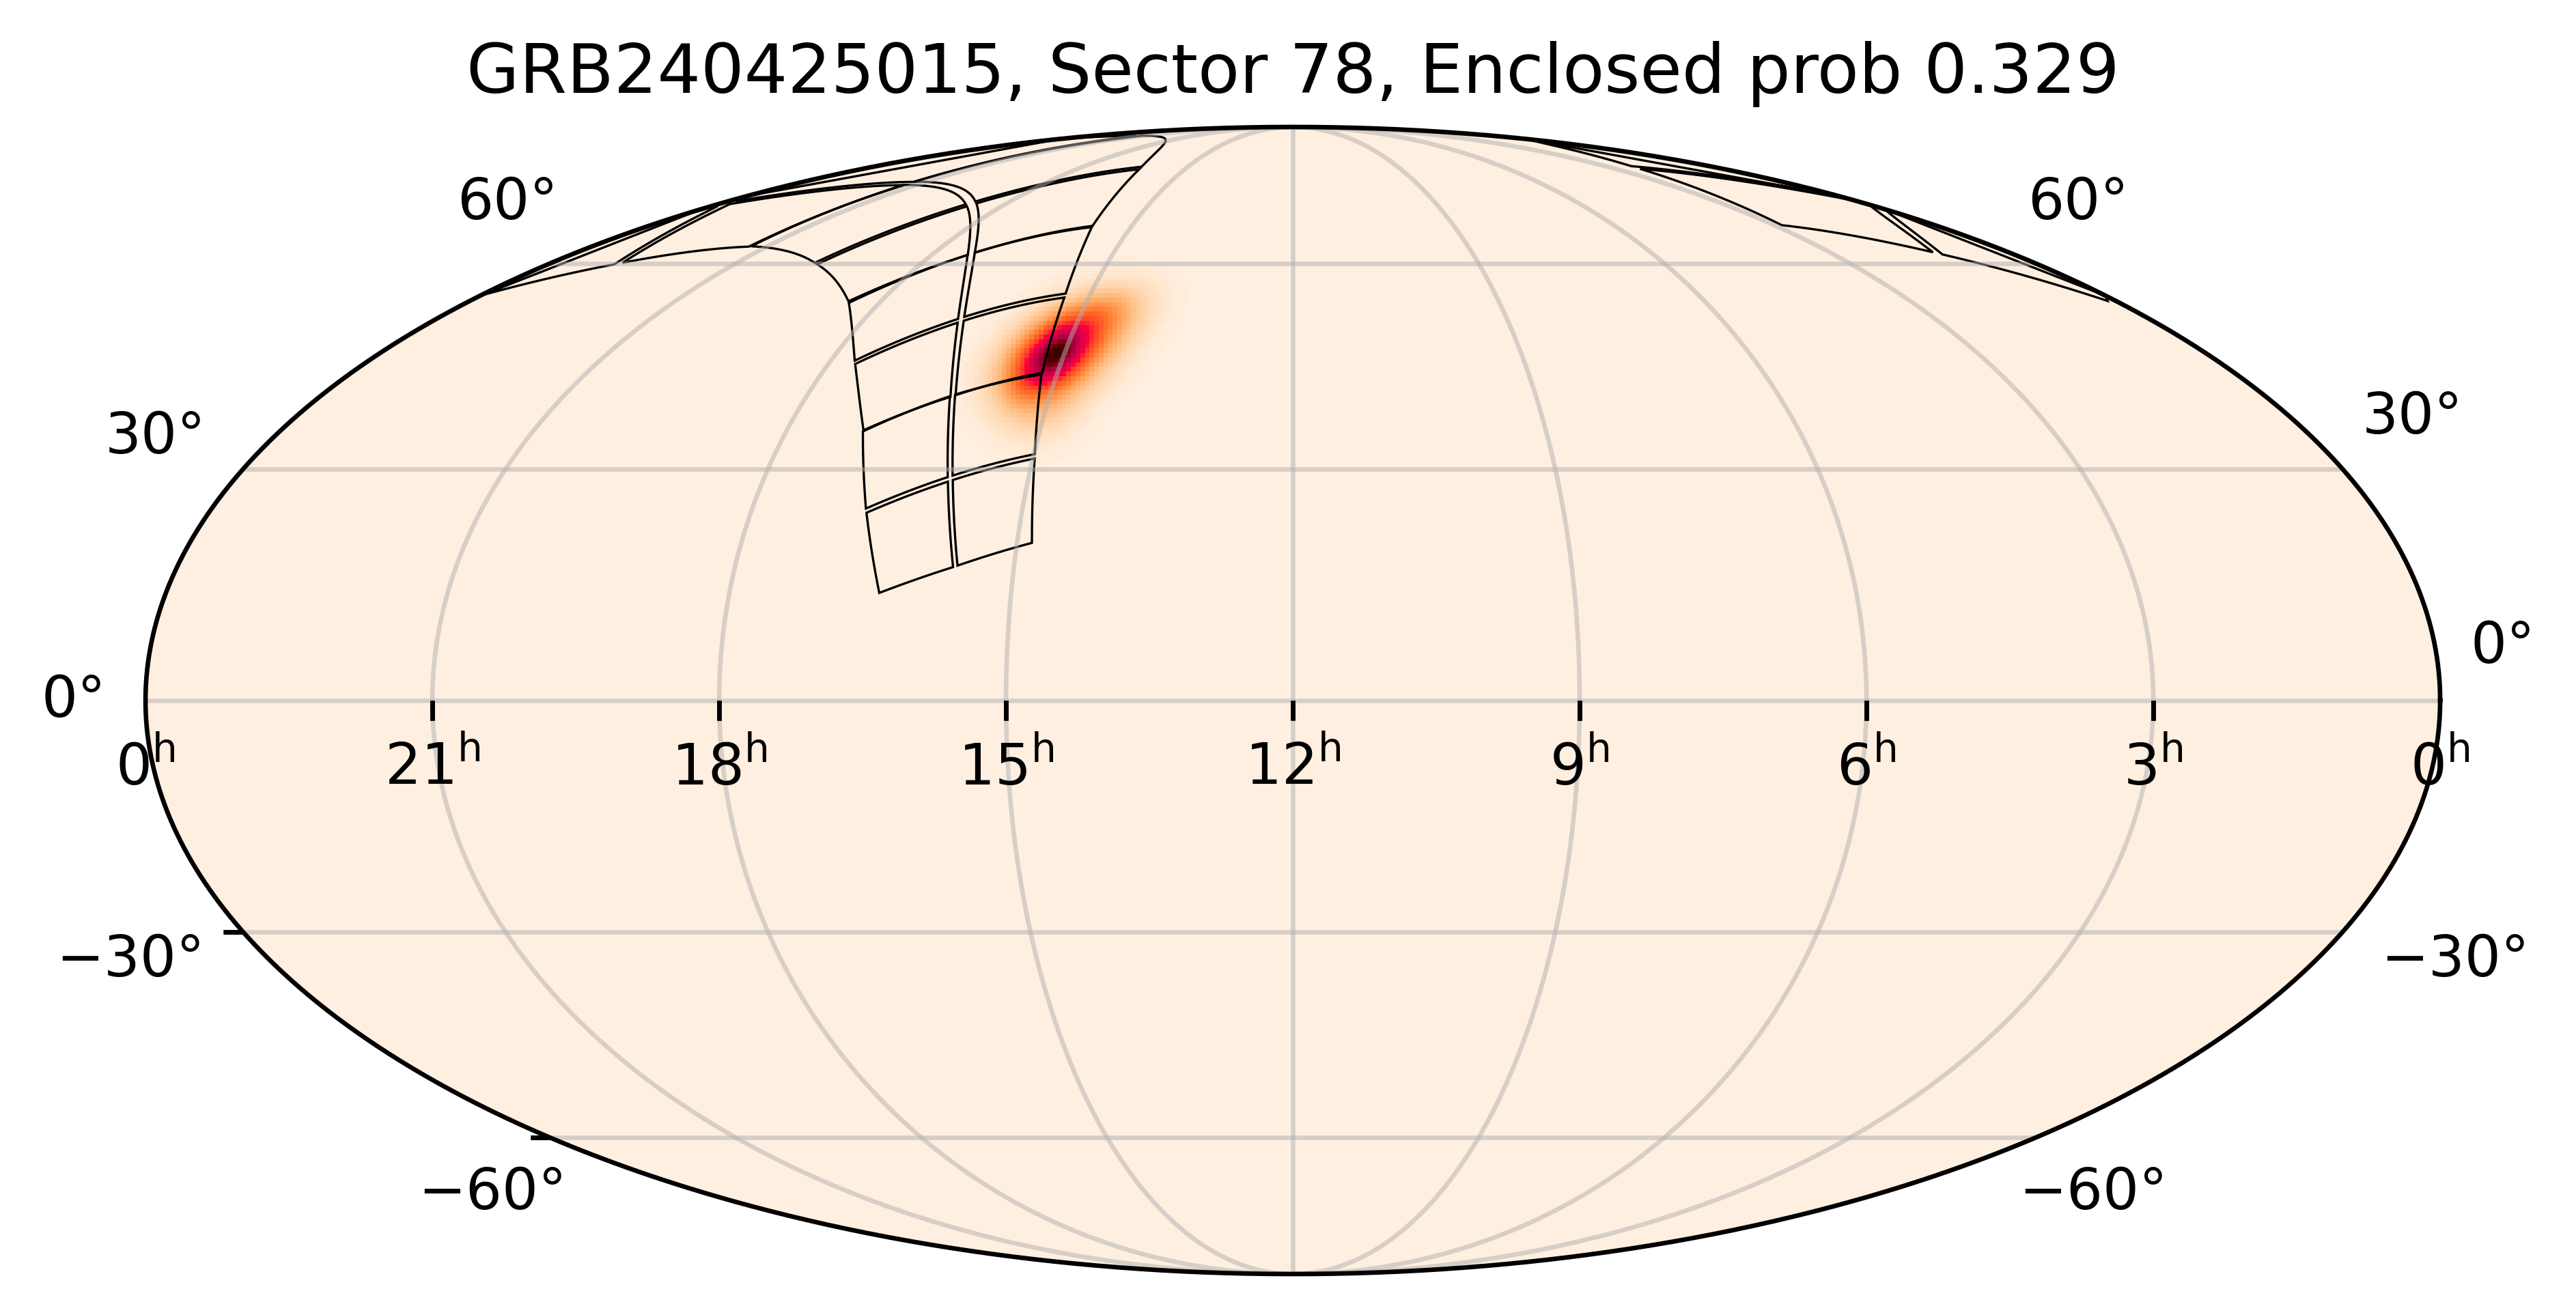 GRB240425015, Sector 78, Enclosed prob 0.329
60° 60°
30° 30°
0° 0°
0h 21h 18h 15h 12h 9h 6h 3h 0h
−30° −30°
−60° −60°